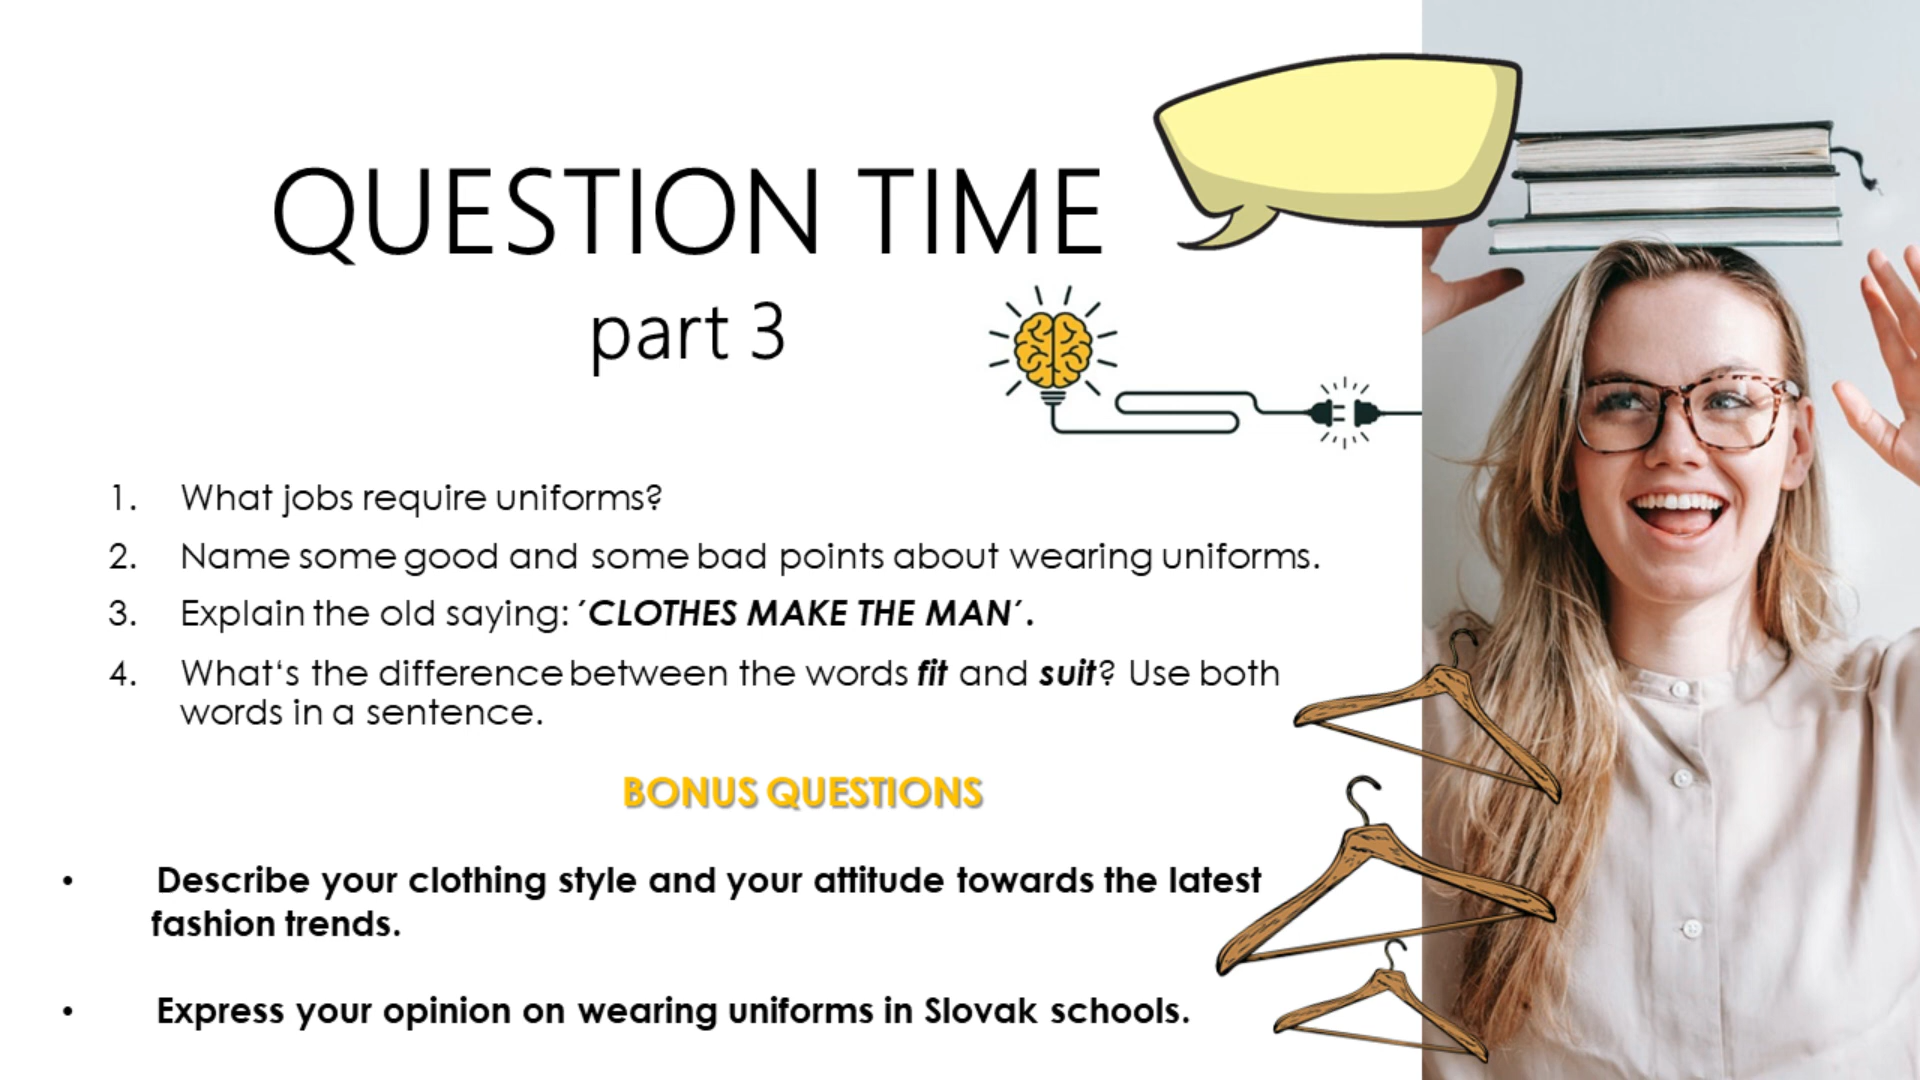 QUESTION TIME
part 3
1. What jobs require uniforms?
2. Name some good and some bad points about wearing uniforms.
3. Explain the old saying: ´CLOTHES MAKE THE MAN´.
4. What‘s the difference between the words fit and suit? Use both
words in a sentence.
BONUS QUESTIONS
• Describe your clothing style and your attitude towards the latest
fashion trends.
• Express your opinion on wearing uniforms in Slovak schools.